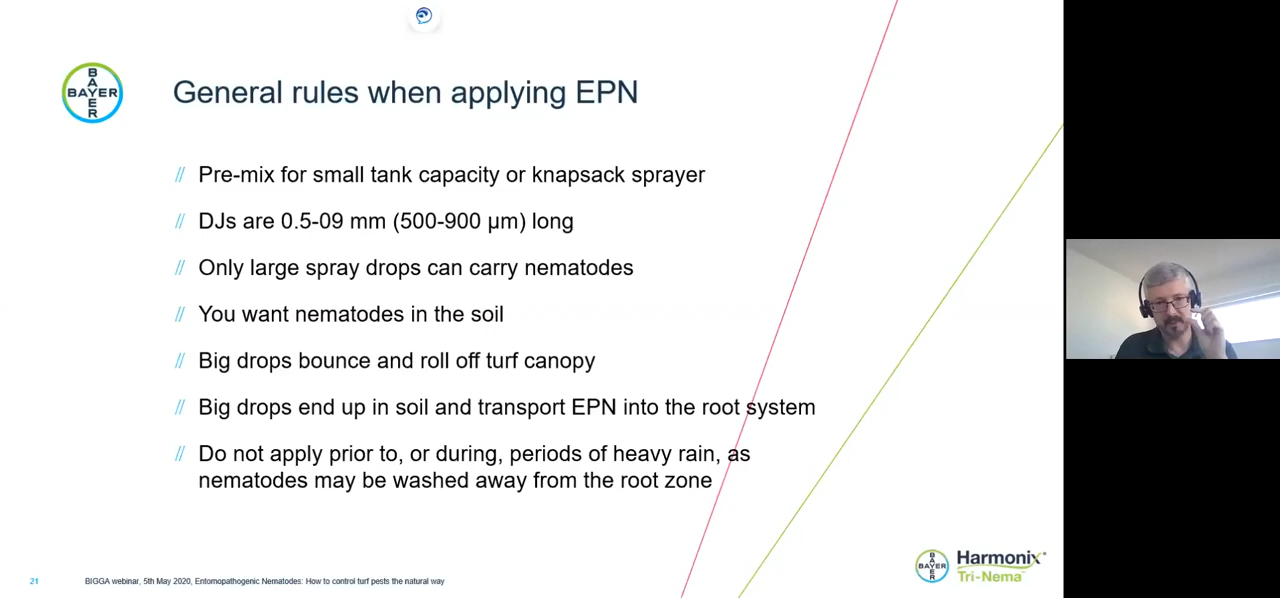 BAYER
BAYER
General rules when applying EPN
// Pre-mix for small tank capacity or knapsack sprayer
// DJs are 0.5-09 mm (500-900 µm) long
// Only large spray drops can carry nematodes
// You want nematodes in the soil
// Big drops bounce and roll off turf canopy
// Big drops end up in soil and transport EPN into the root system
// Do not apply prior to, or during, periods of heavy rain, as
nematodes may be washed away from the root zone
21
BIGGA webinar, 5th May 2020, Entomopathogenic Nematodes: How to control turf pests the natural way
BAYER
BAYER
Harmonix®
Tri-Nema™